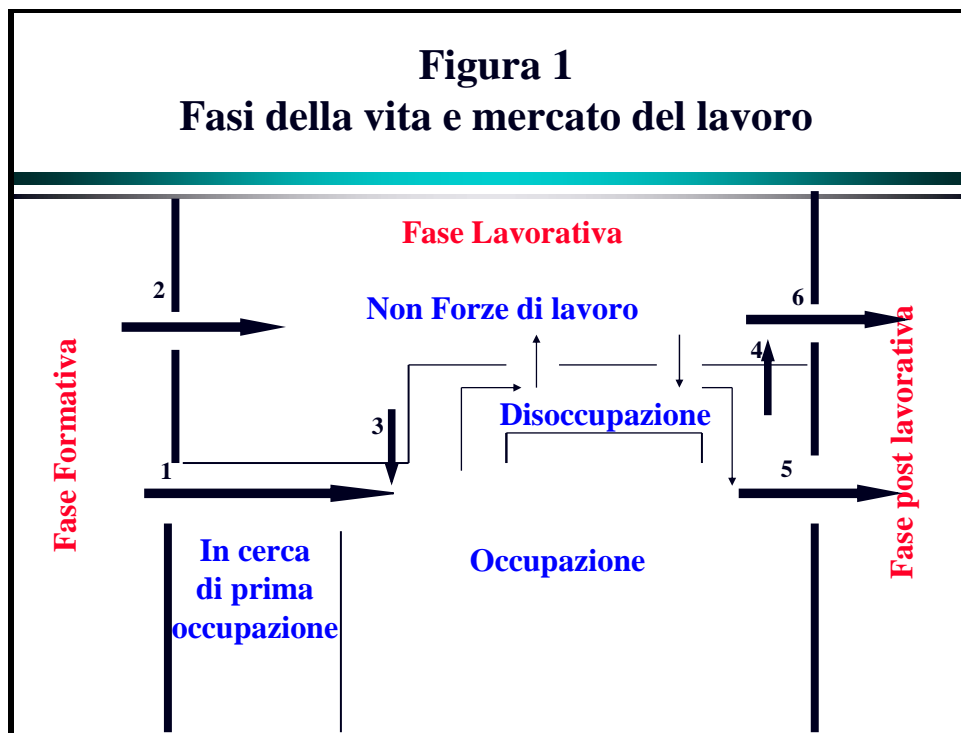 Figura 1
Fasi della vita e mercato del lavoro
Fase Lavorativa
2
6
Non Forze di lavoro
4
Disoccupazione
3
1
5
Fase Formativa
Fase post lavorativa
In cerca
di prima
occupazione
Occupazione